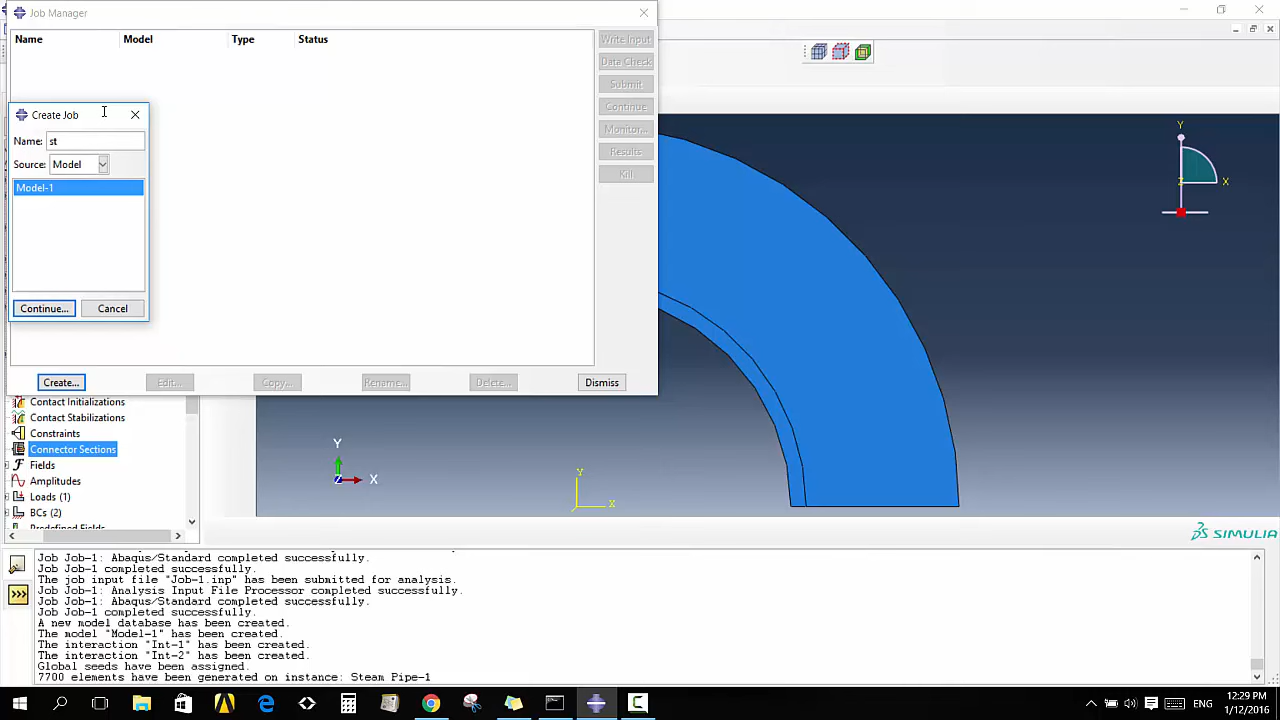 Job Manager
Name Model Type Status
Write Input
Data Check
Submit
Continue
Monitor...
Results
Kill
Create Job
Name: st
Source: Model
Model-1
Continue... Cancel
Create... Edit... Copy... Rename... Delete... Dismiss
Contact Initializations
Contact Stabilizations
Constraints
Connector Sections
Fields
Amplitudes
Loads (1)
BCs (2)
Predefined Fields
Y
X
Z
Y
X
Y
X
SIMULIA
Job Job-1: Abaqus/Standard completed successfully.
Job Job-1 completed successfully.
The job input file "Job-1.inp" has been submitted for analysis.
Job Job-1: Analysis Input File Processor completed successfully.
Job Job-1: Abaqus/Standard completed successfully.
Job Job-1 completed successfully.
A new model database has been created.
The model "Model-1" has been created.
The interaction "Int-1" has been created.
The interaction "Int-2" has been created.
Global seeds have been assigned.
7700 elements have been generated on instance: Steam Pipe-1
>>>
12:29 PM
1/12/2016